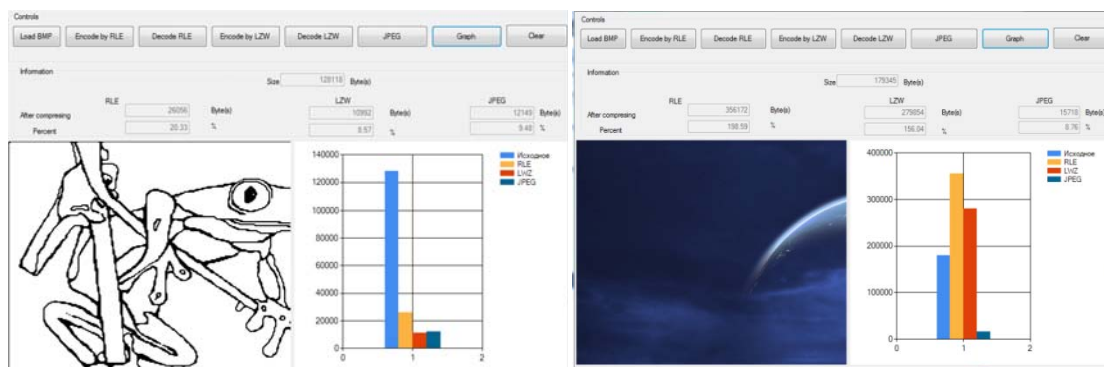 Controls
Load BMP Encode by RLE Decode RLE Encode by LZW Decode LZW JPEG Graph Clear
Information
Size 128118 Byte(s)
RLE LZW JPEG
After compresing 26056 Byte(s) 10992 Byte(s) 12149 Byte(s)
Percent 20.33 % 8.57 % 9.48 %
140000
120000
100000
80000
60000
40000
20000
0
0 1 2
Исходное
RLE
LWZ
JPEG
Controls
Load BMP Encode by RLE Decode RLE Encode by LZW Decode LZW JPEG Graph Clear
Information
Size 179345 Byte(s)
RLE LZW JPEG
After compresing 356172 Byte(s) 279854 Byte(s) 15718 Byte(s)
Percent 198.59 % 156.04 % 8.76 %
400000
300000
200000
100000
0
0 1 2
Исходное
RLE
LWZ
JPEG